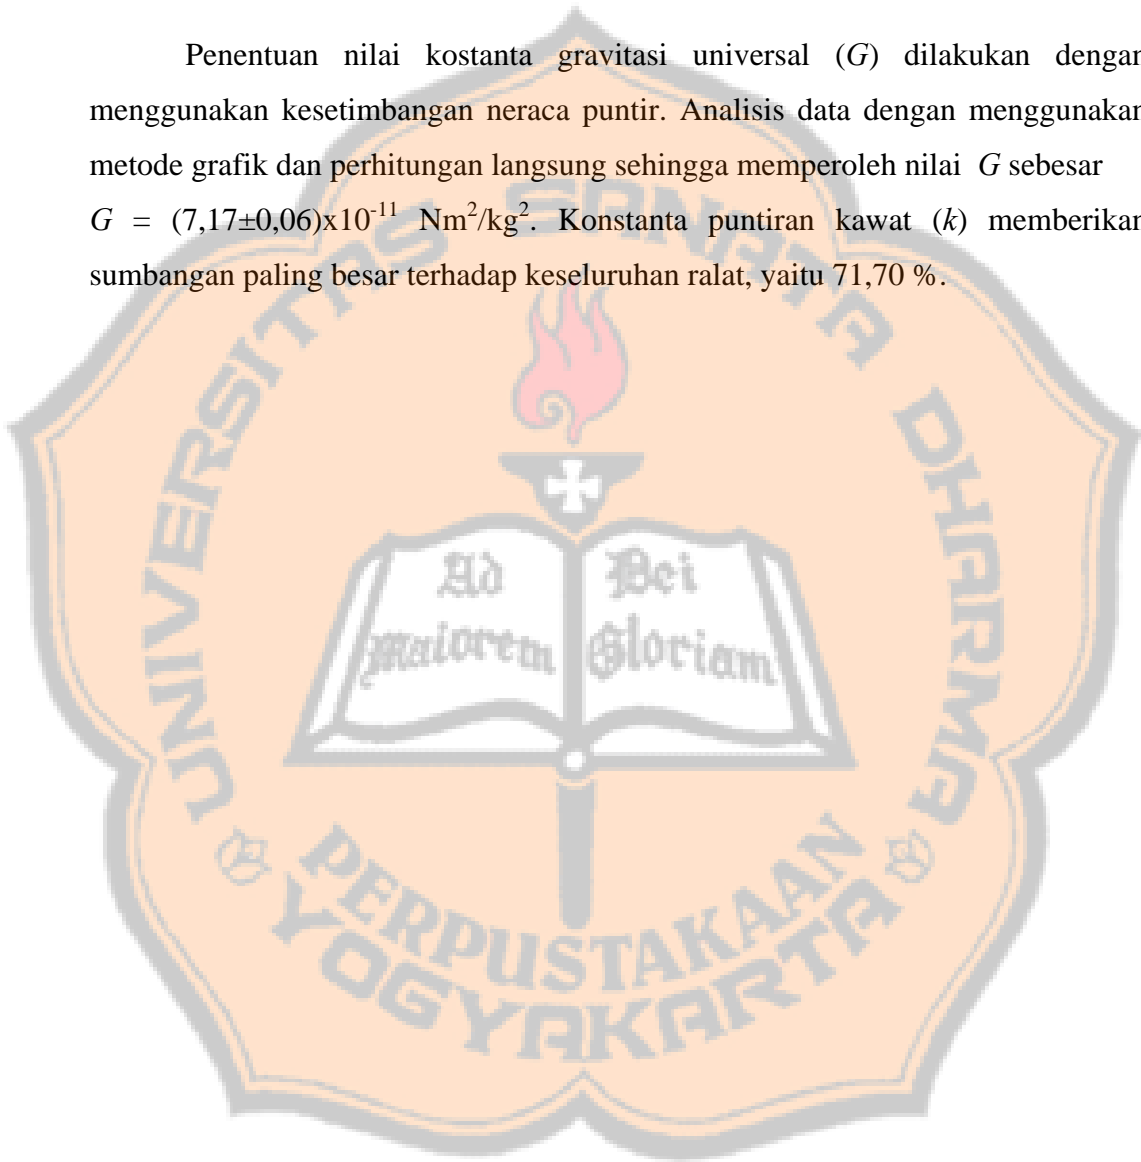 Penentuan nilai kostanta gravitasi universal (G) dilakukan dengan
menggunakan kesetimbangan neraca puntir. Analisis data dengan menggunakan
metode grafik dan perhitungan langsung sehingga memperoleh nilai G sebesar
G = (7,17±0,06)x10⁻¹¹ Nm²/kg². Konstanta puntiran kawat (k) memberikan
sumbangan paling besar terhadap keseluruhan ralat, yaitu 71,70 %.
UNIVERSITAS SANATA DHARMA
Ad Dei
maiorem Gloriam
PERPUSTAKAAN
YOGYAKARTA